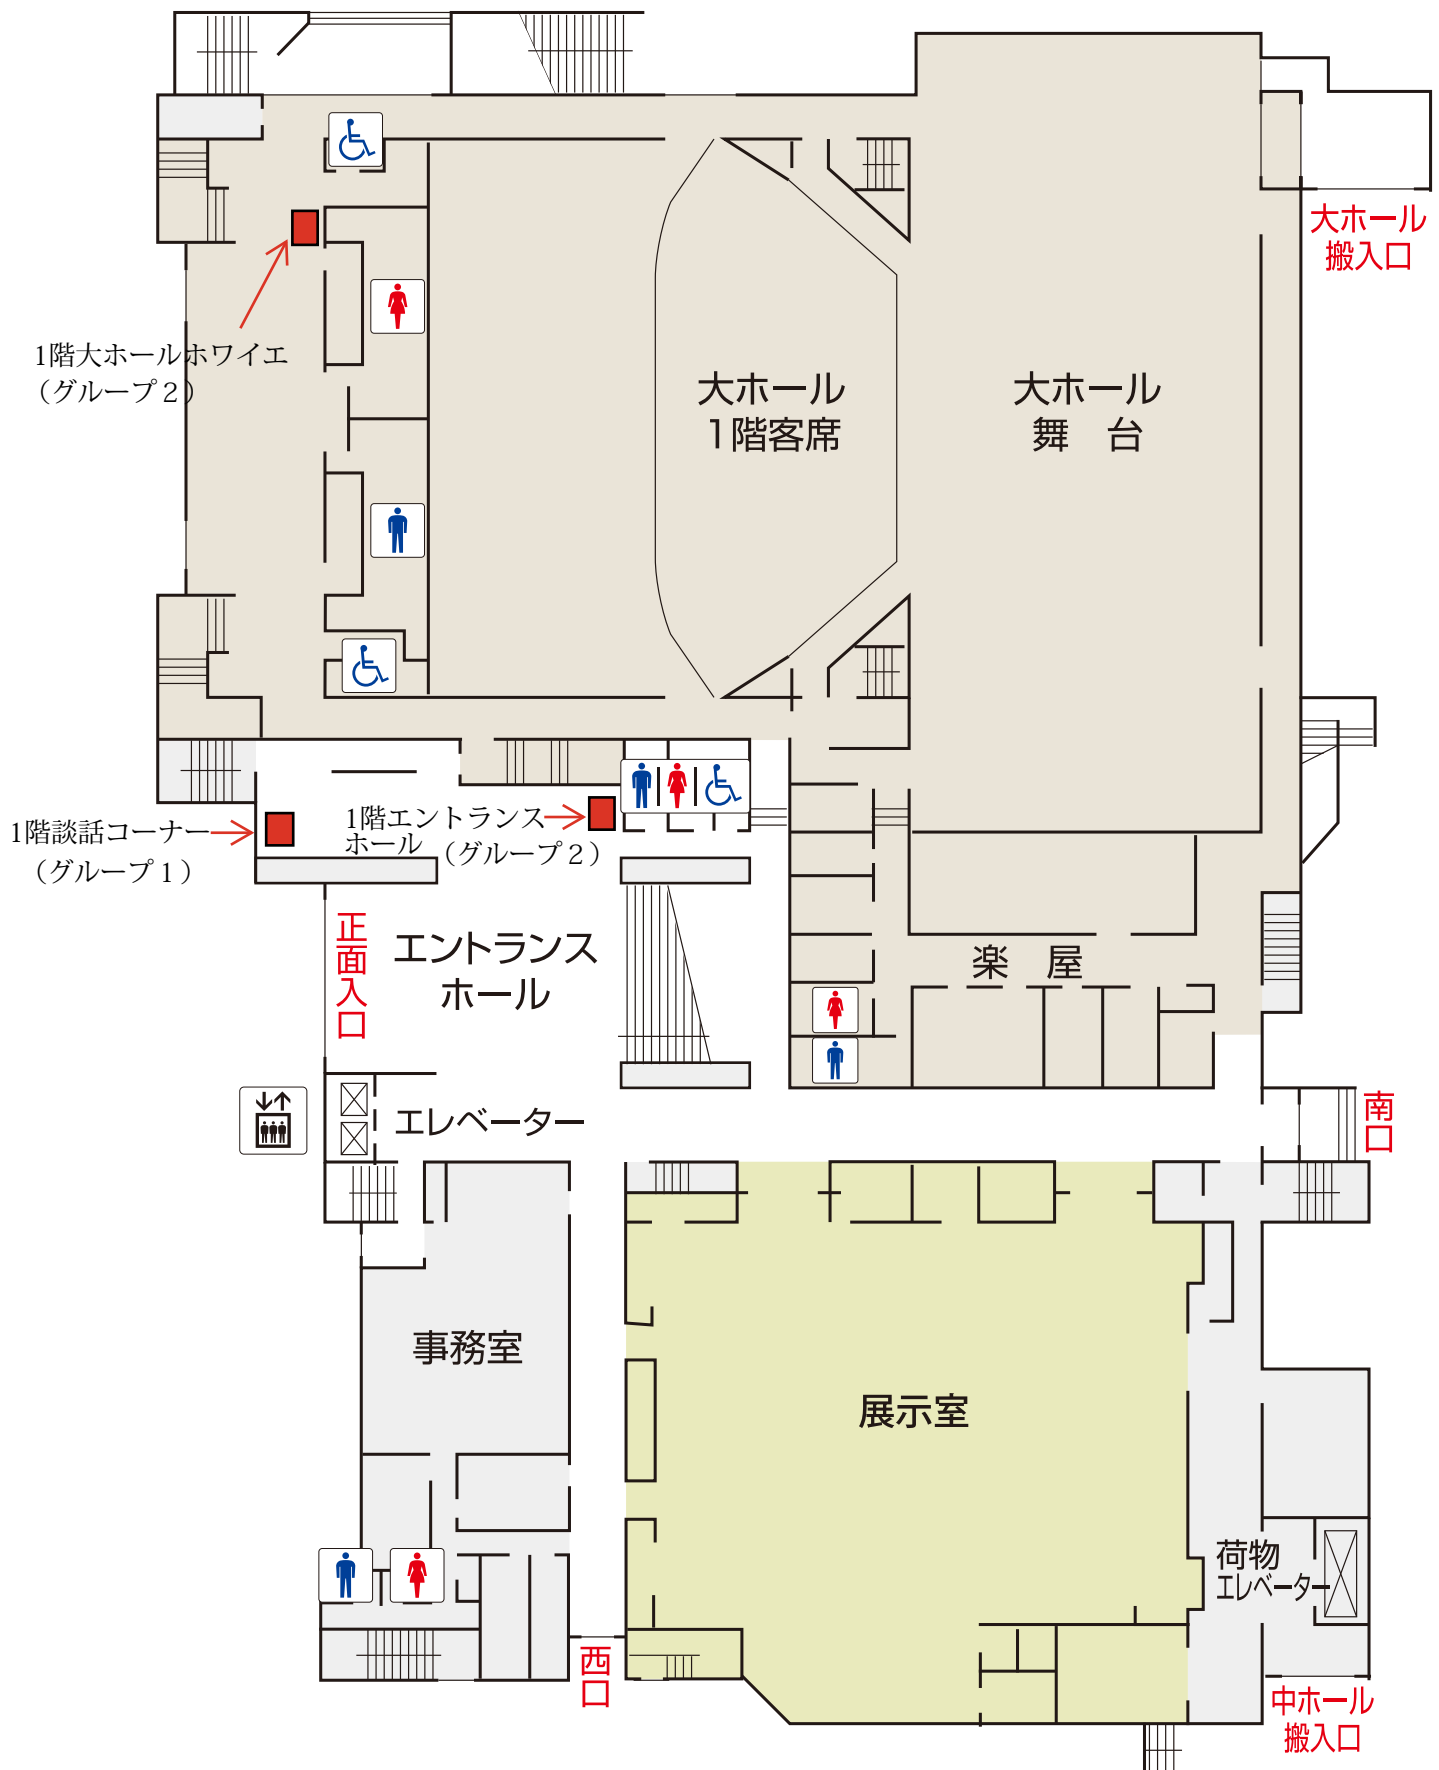 大ホール
搬入口
1階大ホールホワイエ
（グループ２）
大ホール
1階客席
大ホール
舞　台
1階談話コーナー
（グループ１）
1階エントランス
ホール （グループ２）
正面入口
エントランス
ホール
楽　屋
エレベーター
南口
事務室
展示室
荷物
エレベーター
西口
中ホール
搬入口